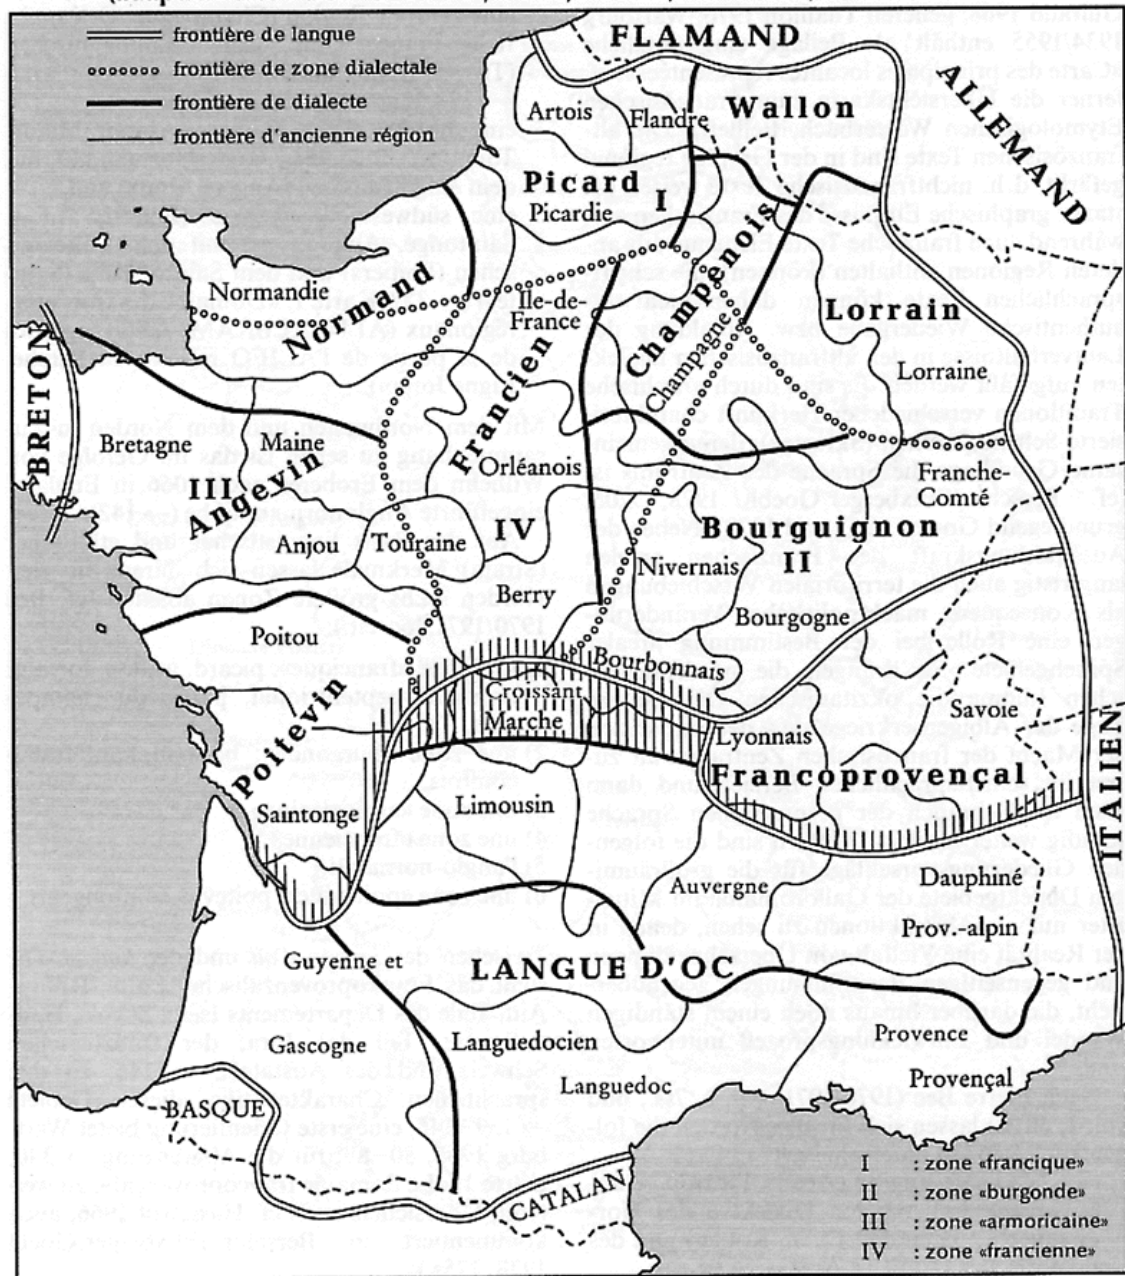 frontière de langue
frontière de zone dialectale
frontière de dialecte
frontière d'ancienne région
FLAMAND
ALLEMAND
Artois
Flandre
Walon
Picard
Picardie
I
Normandie
Normand
Ile-de-
France
Champenois
Champagne
Lorrain
Lorraine
BRETON
Bretagne
Maine
III
Angevin
Anjou
Touraine
Francien
Orléanois
IV
Berry
Franche-
Comté
Bourguignon
II
Nivernais
Bourgogne
Poitou
Poitevin
Bourbonnais
Croissant
Marche
Savoie
Lyonnais
Francoprovençal
ITALIEN
Saintonge
Limousin
Auvergne
Dauphiné
Prov.-alpin
Guyenne et
Gascogne
LANGUE D'OC
Languedocien
Languedoc
Provence
Provençal
BASQUE
CATALAN
I : zone «francique»
II : zone «burgonde»
III : zone «armoricaine»
IV : zone «francienne»